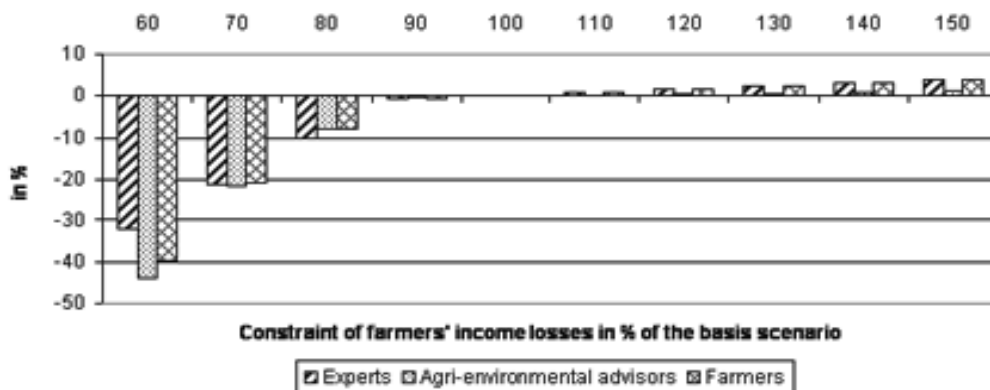 60 70 80 90 100 110 120 130 140 150
10
0
-10
-20
-30
-40
-50
in %
Constraint of farmers' income losses in % of the basis scenario
Experts Agri-environmental advisors Farmers